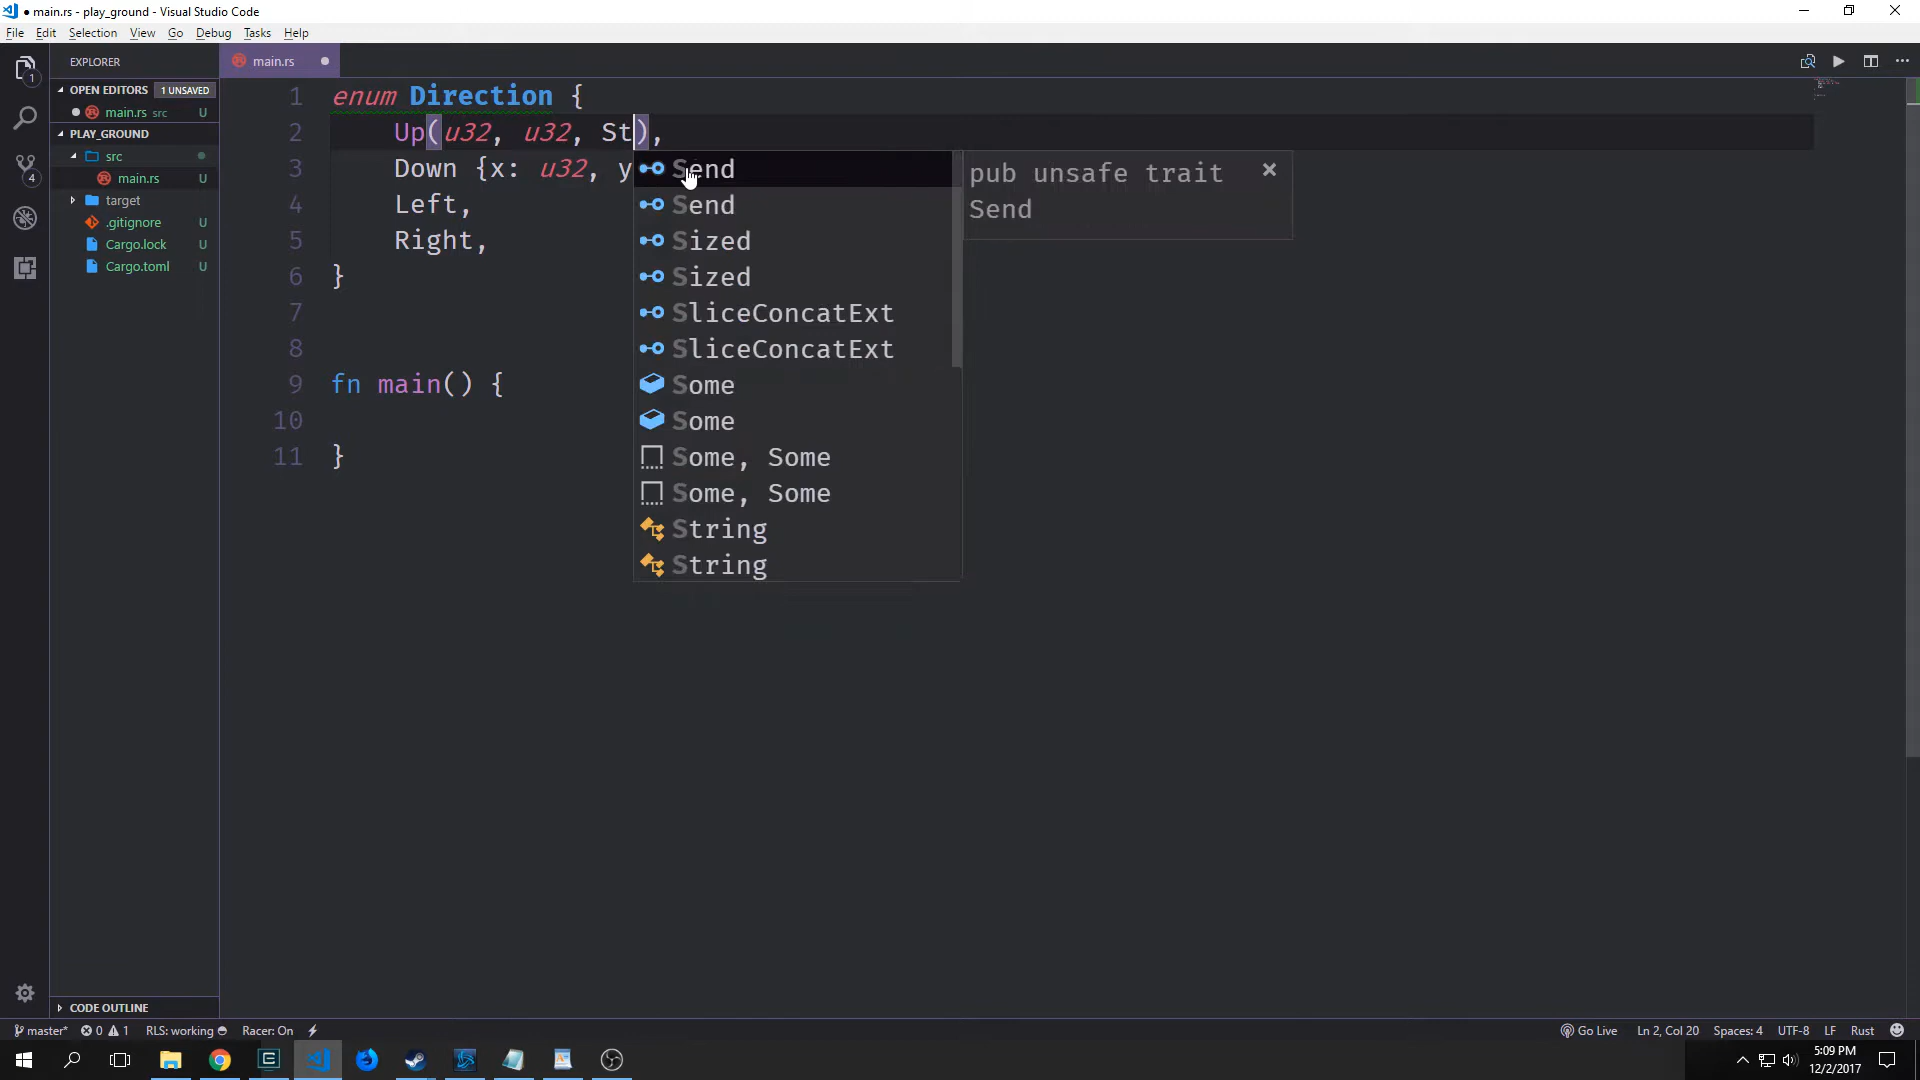 main.rs - play_ground - Visual Studio Code
File Edit Selection View Go Debug Tasks Help
EXPLORER
OPEN EDITORS 1 UNSAVED
main.rs src U
PLAY_GROUND
src
main.rs U
target
.gitignore U
Cargo.lock U
Cargo.toml U
CODE OUTLINE
1
4
main.rs
1 enum Direction {
2 Up(u32, u32, St),
3 Down {x: u32, y
4 Left,
5 Right,
6 }
7
8
9 fn main() {
10
11 }
Send
Send
Sized
Sized
SliceConcatExt
SliceConcatExt
Some
Some
Some, Some
Some, Some
String
String
pub unsafe trait
Send
master* 0 1 RLS: working Racer: On Go Live Ln 2, Col 20 Spaces: 4 UTF-8 LF Rust
5:09 PM
12/2/2017